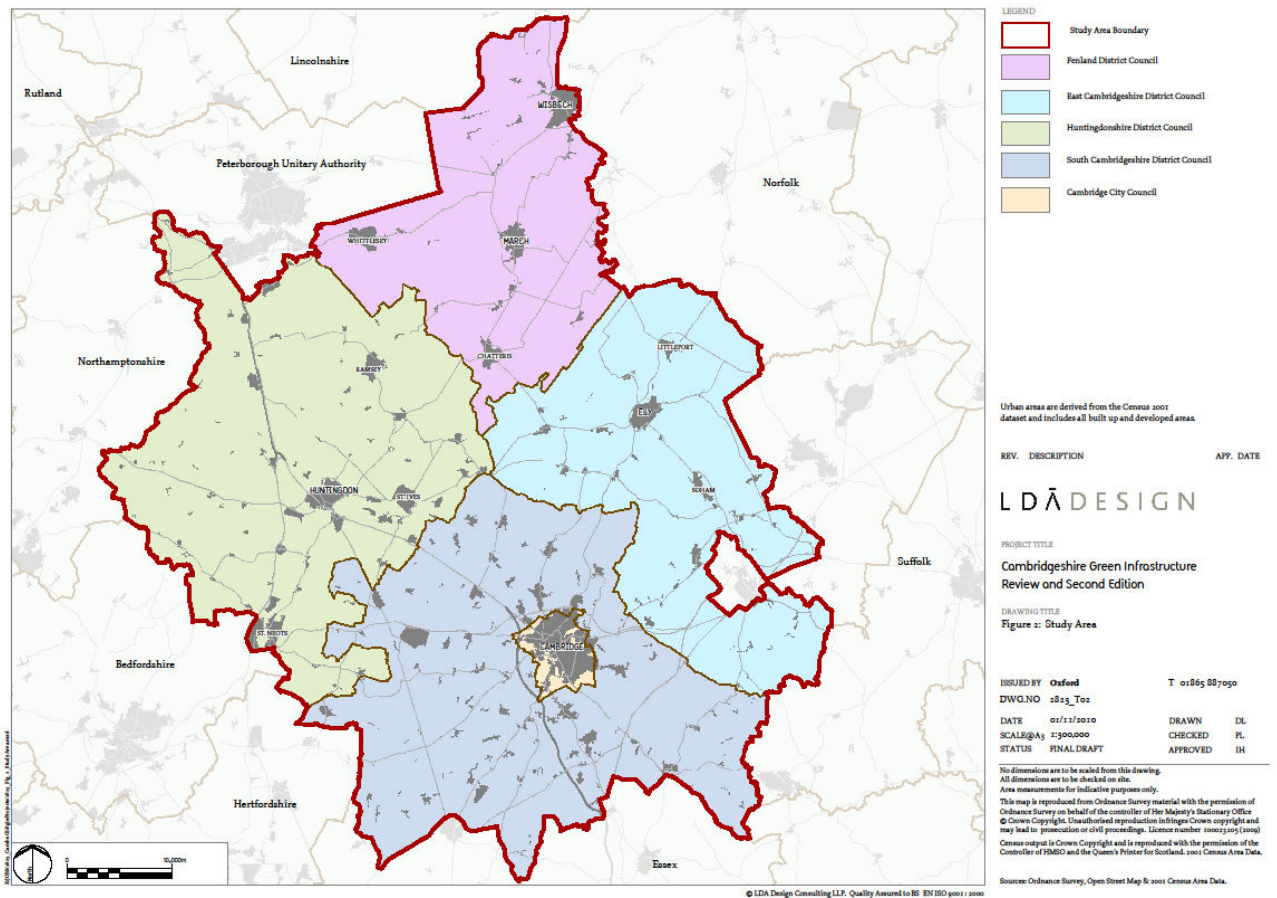 Lincolnshire
Rutland
WISBECH
Peterborough Unitary Authority
Norfolk
WHITTLESEY
MARCH
Northamptonshire
CHATTERIS
LITTLEPORT
RAMSEY
ELY
HUNTINGDON
ST. IVES
SOHAM
Suffolk
ST. NEOTS
CAMBRIDGE
Bedfordshire
Hertfordshire
Essex
NORTH
0 10,000m
© LDA Design Consulting LLP. Quality Assured to BS EN ISO 9001 : 2000
LEGEND
Study Area Boundary
Fenland District Council
East Cambridgeshire District Council
Huntingdonshire District Council
South Cambridgeshire District Council
Cambridge City Council
Urban areas are derived from the Census 2001
dataset and includes all built up and developed areas.
REV. DESCRIPTION APP. DATE
LDĀDESIGN
PROJECT TITLE
Cambridgeshire Green Infrastructure
Review and Second Edition
DRAWING TITLE
Figure 2: Study Area
ISSUED BY Oxford T 01865 887050
DWG.NO 2823_T02
DATE 01/11/2010 DRAWN DL
SCALE@A3 1:300,000 CHECKED PL
STATUS FINAL DRAFT APPROVED IH
No dimensions are to be scaled from this drawing.
All dimensions are to be checked on site.
Area measurements for indicative purposes only.
This map is reproduced from Ordnance Survey material with the permission of
Ordnance Survey on behalf of the controller of Her Majesty's Stationary Office
© Crown Copyright. Unauthorised reproduction infringes Crown copyright and
may lead to prosecution or civil proceedings. Licence number 100023205 (2009)
Census output is Crown Copyright and is reproduced with the permission of the
Controller of HMSO and the Queen's Printer for Scotland. 2001 Census Area Data.
Sources: Ordnance Survey, Open Street Map & 2001 Census Area Data.